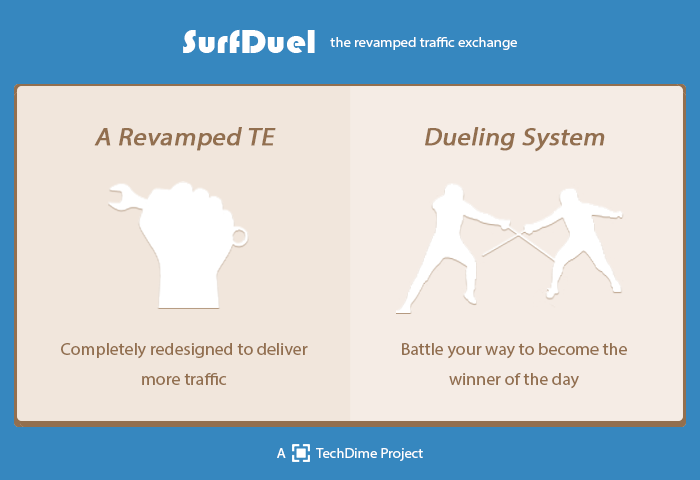 SurfDuel the revamped traffic exchange
A Revamped TE
Completely redesigned to deliver
more traffic
Dueling System
Battle your way to become the
winner of the day
A TechDime Project